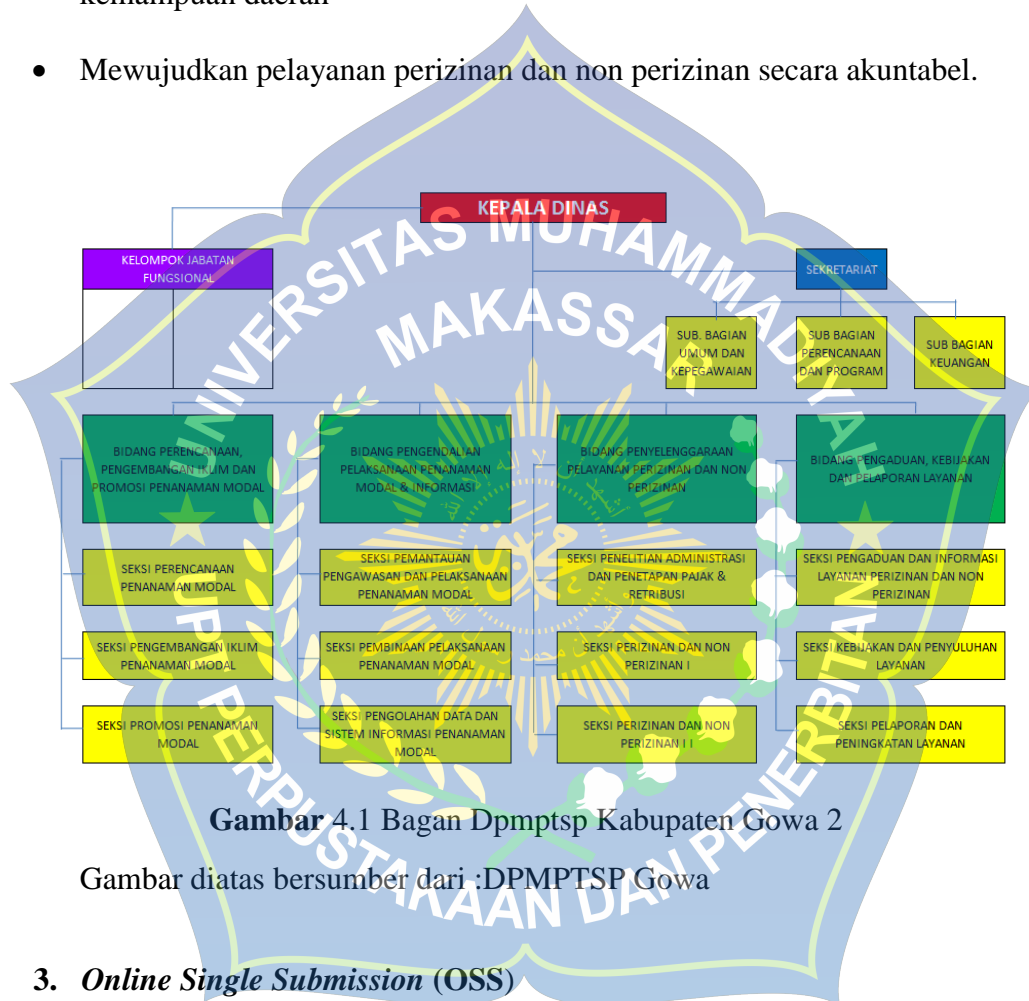 kemampuan daerah
• Mewujudkan pelayanan perizinan dan non perizinan secara akuntabel.
KEPALA DINAS
KELOMPOK JABATAN
FUNGSIONAL
SEKRETARIAT
SUB. BAGIAN
UMUM DAN
KEPEGAWAIAN
SUB BAGIAN
PERENCANAAN
DAN PROGRAM
SUB BAGIAN
KEUANGAN
BIDANG PERENCANAAN,
PENGEMBANGAN IKLIM DAN
PROMOSI PENANAMAN MODAL
BIDANG PENGENDALIAN
PELAKSANAAN PENANAMAN
MODAL & INFORMASI
BIDANG PENYELENGGARAAN
PELAYANAN PERIZINAN DAN NON
PERIZINAN
BIDANG PENGADUAN, KEBIJAKAN
DAN PELAPORAN LAYANAN
SEKSI PERENCANAAN
PENANAMAN MODAL
SEKSI PEMANTAUAN
PENGAWASAN DAN PELAKSANAAN
PENANAMAN MODAL
SEKSI PENELITIAN ADMINISTRASI
DAN PENETAPAN PAJAK &
RETRIBUSI
SEKSI PENGADUAN DAN INFORMASI
LAYANAN PERIZINAN DAN NON
PERIZINAN
SEKSI PENGEMBANGAN IKLIM
PENANAMAN MODAL
SEKSI PEMBINAAN PELAKSANAAN
PENANAMAN MODAL
SEKSI PERIZINAN DAN NON
PERIZINAN I
SEKSI KEBIJAKAN DAN PENYULUHAN
LAYANAN
SEKSI PROMOSI PENANAMAN
MODAL
SEKSI PENGOLAHAN DATA DAN
SISTEM INFORMASI PENANAMAN
MODAL
SEKSI PERIZINAN DAN NON
PERIZINAN I I
SEKSI PELAPORAN DAN
PENINGKATAN LAYANAN
UNIVERSITAS MUHAMMADIYAH
MAKASSAR
UPT PERPUSTAKAAN DAN PENERBITAN
Gambar 4.1 Bagan Dpmptsp Kabupaten Gowa 2
Gambar diatas bersumber dari :DPMPTSP Gowa
3. Online Single Submission (OSS)